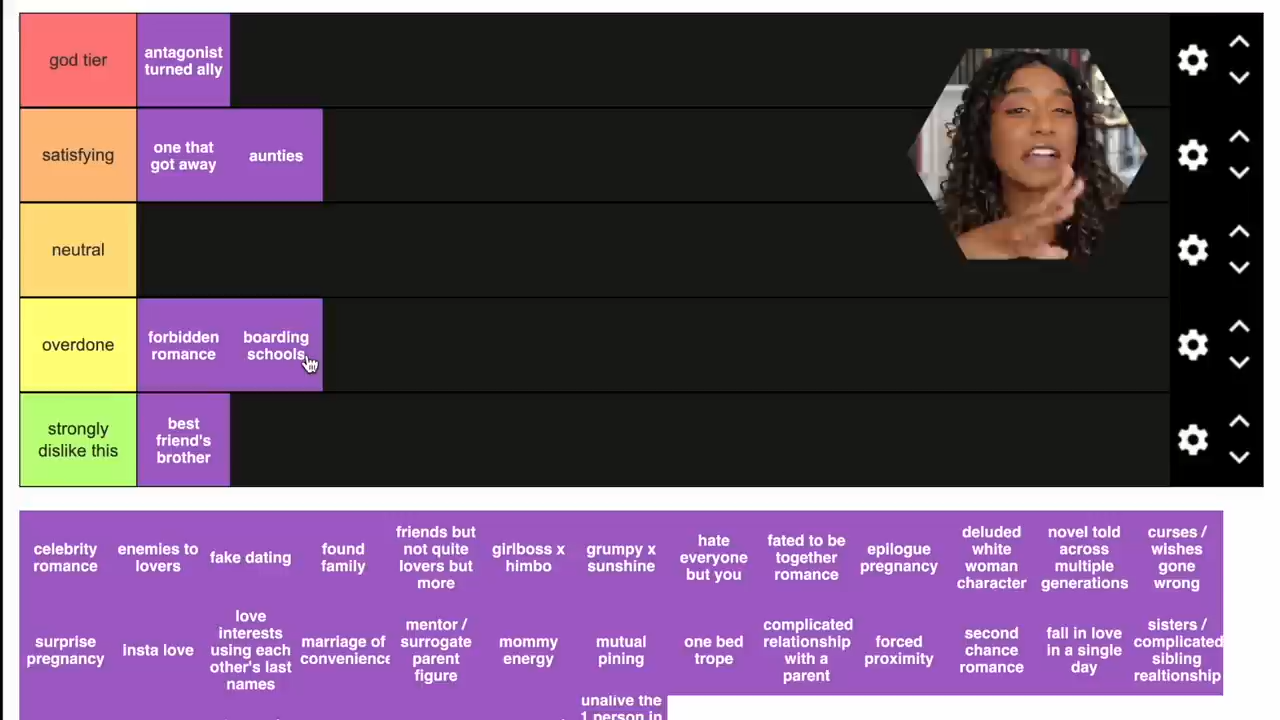 god tier
antagonist
turned ally
satisfying
one that
got away
aunties
neutral
overdone
forbidden
romance
boarding
schools
strongly
dislike this
best
friend's
brother
celebrity
romance
enemies to
lovers
fake dating
found
family
friends but
not quite
lovers but
more
girlboss x
himbo
grumpy x
sunshine
hate
everyone
but you
fated to be
together
romance
epilogue
pregnancy
deluded
white
woman
character
novel told
across
multiple
generations
curses /
wishes
gone
wrong
surprise
pregnancy
insta love
love
interests
using each
other's last
names
marriage of
convenience
mentor /
surrogate
parent
figure
mommy
energy
mutual
pining
one bed
trope
complicated
relationship
with a
parent
forced
proximity
second
chance
romance
fall in love
in a single
day
sisters /
complicated
sibling
realtionship
unalive the
1 person in